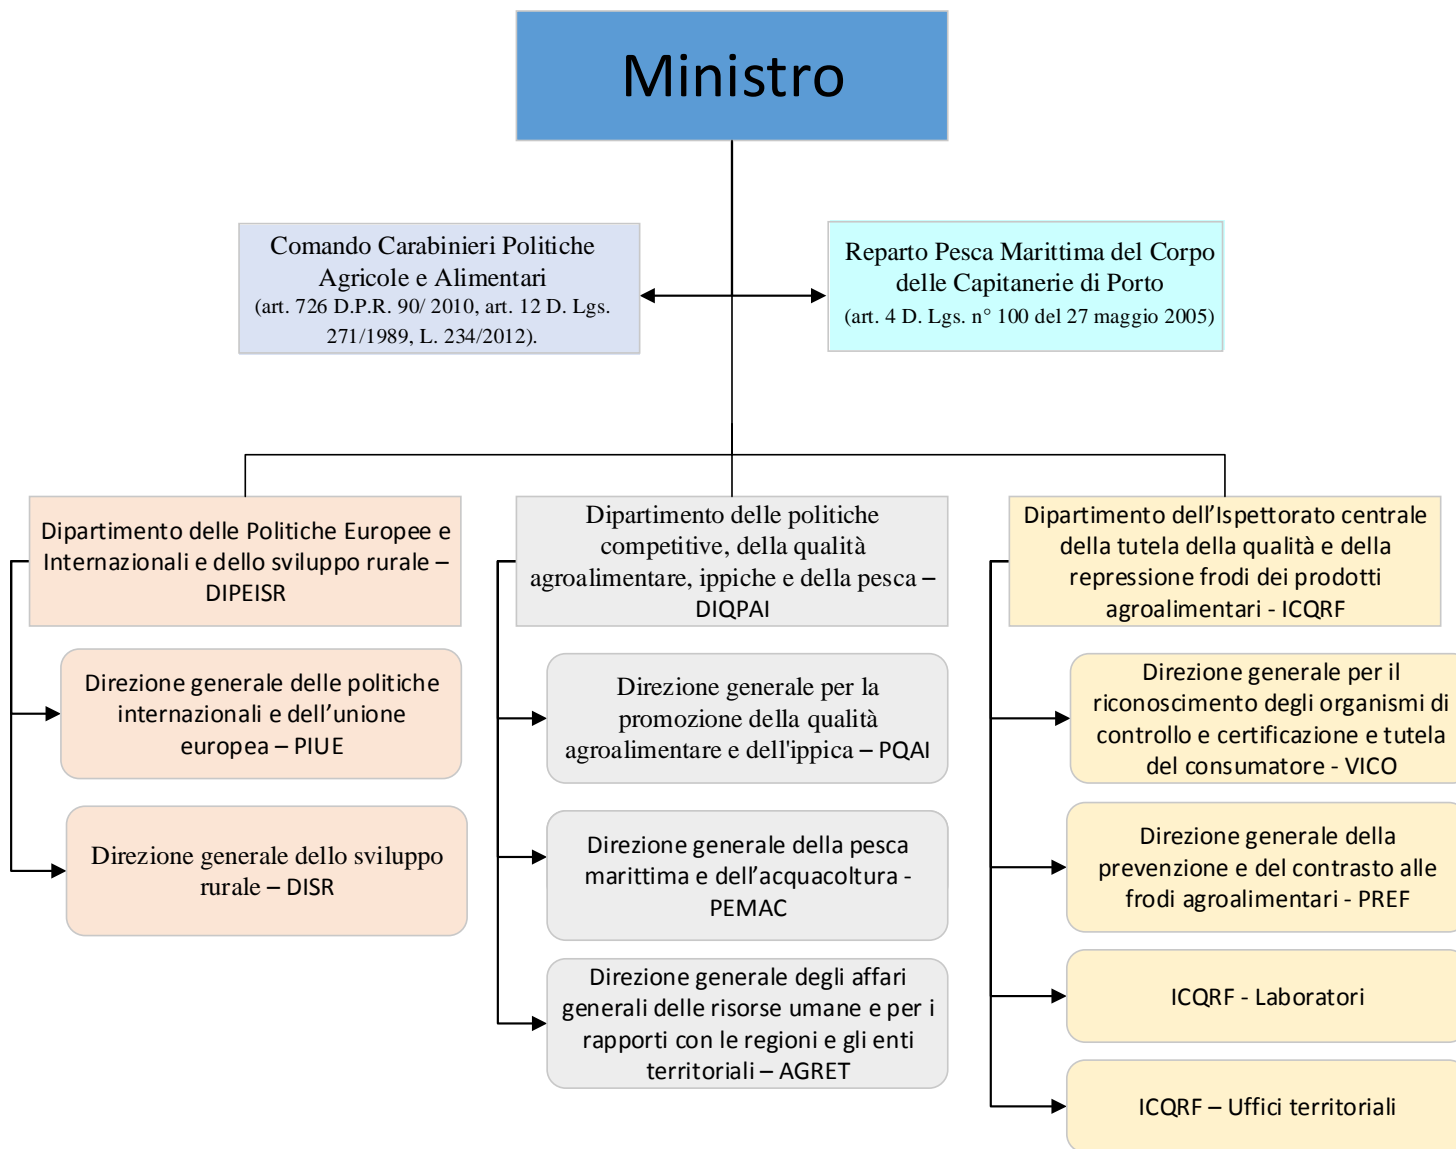 Ministro
Comando Carabinieri Politiche
Agricole e Alimentari
(art. 726 D.P.R. 90/ 2010, art. 12 D. Lgs.
271/1989, L. 234/2012).
Reparto Pesca Marittima del Corpo
delle Capitanerie di Porto
(art. 4 D. Lgs. n° 100 del 27 maggio 2005)
Dipartimento delle Politiche Europee e
Internazionali e dello sviluppo rurale –
DIPEISR
Direzione generale delle politiche
internazionali e dell’unione
europea – PIUE
Direzione generale dello sviluppo
rurale – DISR
Dipartimento delle politiche
competitive, della qualità
agroalimentare, ippiche e della pesca –
DIQPAI
Direzione generale per la
promozione della qualità
agroalimentare e dell'ippica – PQAI
Direzione generale della pesca
marittima e dell’acquacoltura -
PEMAC
Direzione generale degli affari
generali delle risorse umane e per i
rapporti con le regioni e gli enti
territoriali – AGRET
Dipartimento dell’Ispettorato centrale
della tutela della qualità e della
repressione frodi dei prodotti
agroalimentari - ICQRF
Direzione generale per il
riconoscimento degli organismi di
controllo e certificazione e tutela
del consumatore - VICO
Direzione generale della
prevenzione e del contrasto alle
frodi agroalimentari - PREF
ICQRF - Laboratori
ICQRF – Uffici territoriali